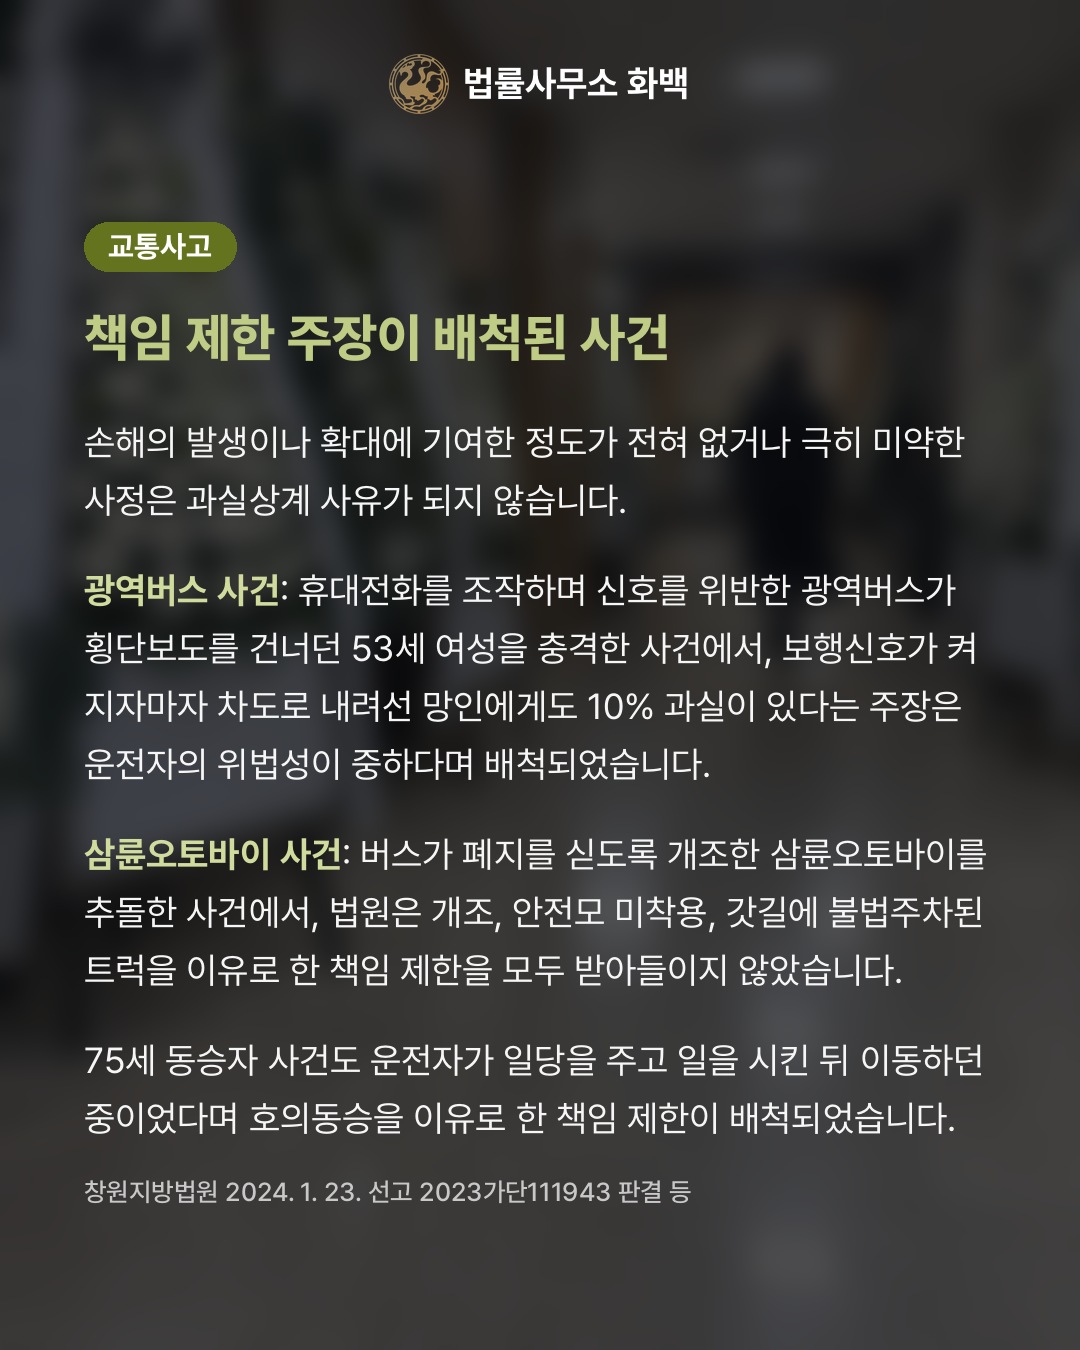 법률사무소 화백
교통사고
책임 제한 주장이 배척된 사건
손해의 발생이나 확대에 기여한 정도가 전혀 없거나 극히 미약한
사정은 과실상계 사유가 되지 않습니다.
광역버스 사건: 휴대전화를 조작하며 신호를 위반한 광역버스가
횡단보도를 건너던 53세 여성을 충격한 사건에서, 보행신호가 켜
지자마자 차도로 내려선 망인에게도 10% 과실이 있다는 주장은
운전자의 위법성이 중하다며 배척되었습니다.
삼륜오토바이 사건: 버스가 폐지를 싣도록 개조한 삼륜오토바이를
추돌한 사건에서, 법원은 개조, 안전모 미착용, 갓길에 불법주차된
트럭을 이유로 한 책임 제한을 모두 받아들이지 않았습니다.
75세 동승자 사건도 운전자가 일당을 주고 일을 시킨 뒤 이동하던
중이었다며 호의동승을 이유로 한 책임 제한이 배척되었습니다.
창원지방법원 2024. 1. 23. 선고 2023가단111943 판결 등